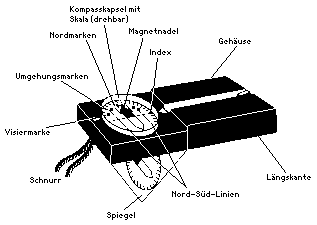 Kompasskapsel mit
Skala (drehbar)
Magnetnadel
Nordmarken
Index
Gehäuse
Umgehungsmarken
Visiermarke
Schnurr
Nord-Süd-Linien
Längskante
Spiegel